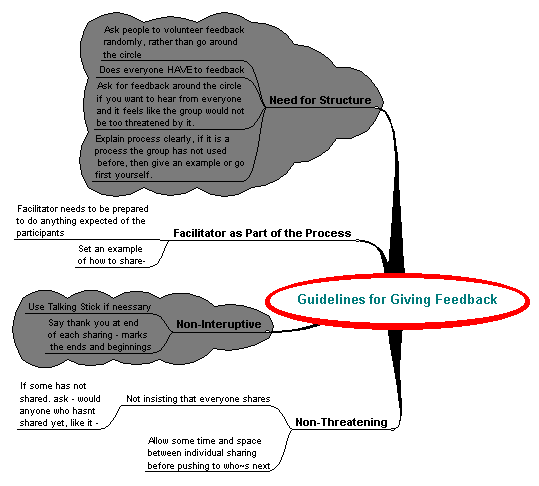 Ask people to volunteer feedback
randomly, rather than go around
the circle
Does everyone HAVE to feedback
Ask for feedback around the circle
if you want to hear from everyone
and it feels like the group would not
be too threatened by it.
Explain process clearly, if it is a
process the group has not used
before, then give an example or go
first yourself.
Need for Structure
Facilitator needs to be prepared
to do anything expected of the
participants
Set an example
of how to share-
Facilitator as Part of the Process
Guidelines for Giving Feedback
Use Talking Stick if neessary
Say thank you at end
of each sharing - marks
the ends and beginnings
Non-Interuptive
If some has not
shared. ask - would
anyone who hasnt
shared yet, like it -
Not insisting that everyone shares
Allow some time and space
between individual sharing
before pushing to who~s next
Non-Threatening